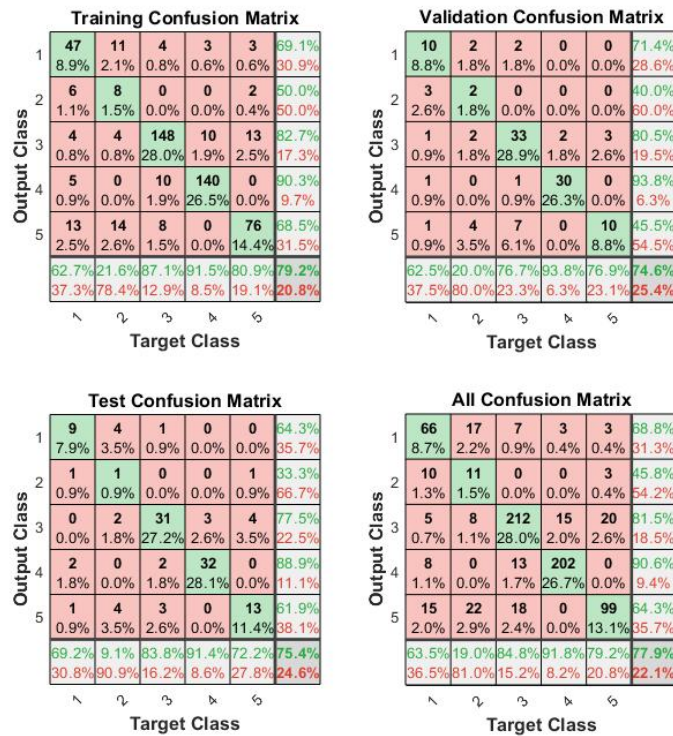 Training Confusion Matrix
Output Class
1 47 11 4 3 3 69.1%
8.9% 2.1% 0.8% 0.6% 0.6% 30.9%
2 6 8 0 0 2 50.0%
1.1% 1.5% 0.0% 0.0% 0.4% 50.0%
3 4 4 148 10 13 82.7%
0.8% 0.8% 28.0% 1.9% 2.5% 17.3%
4 5 0 10 140 0 90.3%
0.9% 0.0% 1.9% 26.5% 0.0% 9.7%
5 13 14 8 0 76 68.5%
2.5% 2.6% 1.5% 0.0% 14.4% 31.5%
62.7% 21.6% 87.1% 91.5% 80.9% 79.2%
37.3% 78.4% 12.9% 8.5% 19.1% 20.8%
1 2 3 4 5
Target Class
Validation Confusion Matrix
Output Class
1 10 2 2 0 0 71.4%
8.8% 1.8% 1.8% 0.0% 0.0% 28.6%
2 3 2 0 0 0 40.0%
2.6% 1.8% 0.0% 0.0% 0.0% 60.0%
3 1 2 33 2 3 80.5%
0.9% 1.8% 28.9% 1.8% 2.6% 19.5%
4 1 0 1 30 0 93.8%
0.9% 0.0% 0.9% 26.3% 0.0% 6.3%
5 1 4 7 0 10 45.5%
0.9% 3.5% 6.1% 0.0% 8.8% 54.5%
62.5% 20.0% 76.7% 93.8% 76.9% 74.6%
37.5% 80.0% 23.3% 6.3% 23.1% 25.4%
1 2 3 4 5
Target Class
Test Confusion Matrix
Output Class
1 9 4 1 0 0 64.3%
7.9% 3.5% 0.9% 0.0% 0.0% 35.7%
2 1 1 0 0 1 33.3%
0.9% 0.9% 0.0% 0.0% 0.9% 66.7%
3 0 2 31 3 4 77.5%
0.0% 1.8% 27.2% 2.6% 3.5% 22.5%
4 2 0 2 32 0 88.9%
1.8% 0.0% 1.8% 28.1% 0.0% 11.1%
5 1 4 3 0 13 61.9%
0.9% 3.5% 2.6% 0.0% 11.4% 38.1%
69.2% 9.1% 83.8% 91.4% 72.2% 75.4%
30.8% 90.9% 16.2% 8.6% 27.8% 24.6%
1 2 3 4 5
Target Class
All Confusion Matrix
Output Class
1 66 17 7 3 3 68.8%
8.7% 2.2% 0.9% 0.4% 0.4% 31.3%
2 10 11 0 0 3 45.8%
1.3% 1.5% 0.0% 0.0% 0.4% 54.2%
3 5 8 212 15 20 81.5%
0.7% 1.1% 28.0% 2.0% 2.6% 18.5%
4 8 0 13 202 0 90.6%
1.1% 0.0% 1.7% 26.7% 0.0% 9.4%
5 15 22 18 0 99 64.3%
2.0% 2.9% 2.4% 0.0% 13.1% 35.7%
63.5% 19.0% 84.8% 91.8% 79.2% 77.9%
36.5% 81.0% 15.2% 8.2% 20.8% 22.1%
1 2 3 4 5
Target Class